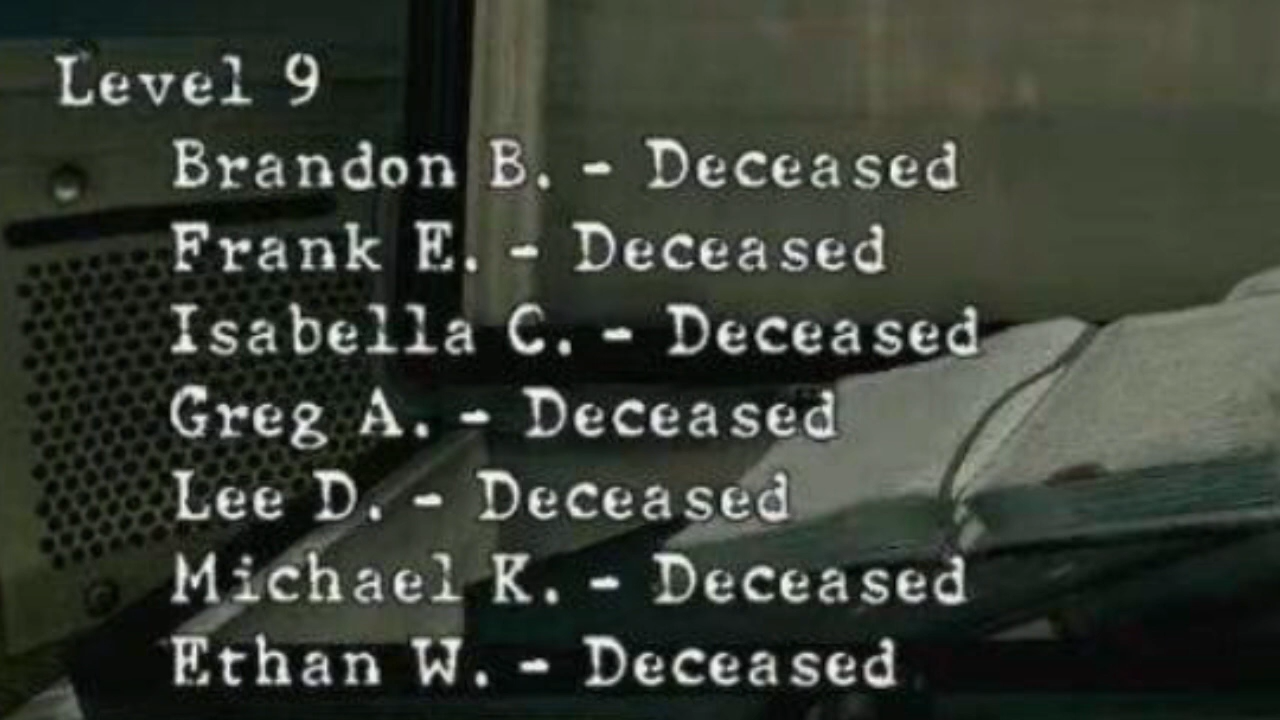 Level 9
Brandon B. - Deceased
Frank E. - Deceased
Isabella C. - Deceased
Greg A. - Deceased
Lee D. - Deceased
Michael K. - Deceased
Ethan W. - Deceased